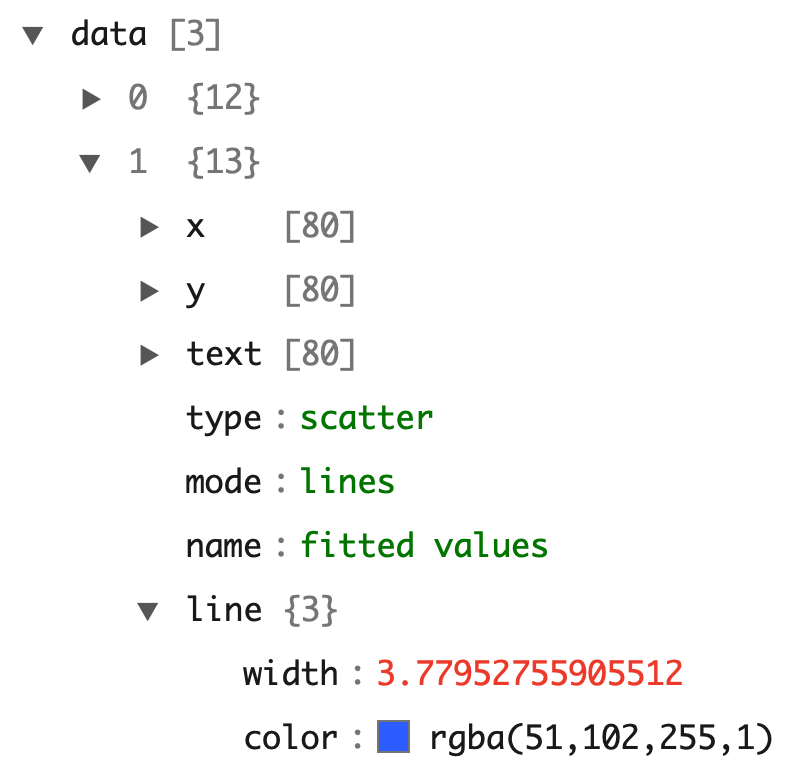 data [3]
0 {12}
1 {13}
x [80]
y [80]
text [80]
type : scatter
mode : lines
name : fitted values
line {3}
width : 3.77952755905512
color : rgba(51,102,255,1)